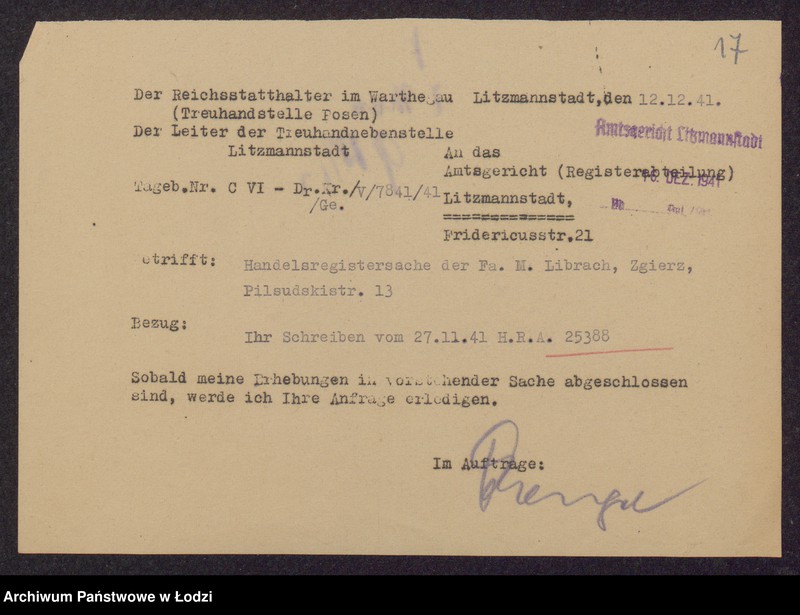 17
Der Reichsstatthalter im Warthegau
(Treuhandstelle Posen)
Der Leiter der Treuhandnebenstelle
Litzmannstadt
Tageb.Nr. C VI - Dr.Kr./V/7841/41
/Ge.
Litzmannstadt,den 12.12.41.
Amtsgericht Litzmannstadt
An das
Amtsgericht (Registerabteilung)
DEZ. 1941
Litzmannstadt,
==============
Fridericusstr.21
etrifft: Handelsregistersache der Fa. M. Librach, Zgierz,
Pilsudskistr. 13
Bezug:
Ihr Schreiben vom 27.11.41 H.R.A. 25388
Sobald meine Erhebungen in vorstehender Sache abgeschlossen
sind, werde ich Ihre Anfrage erledigen.
Im Auftrage:
Archiwum Państwowe w Łodzi